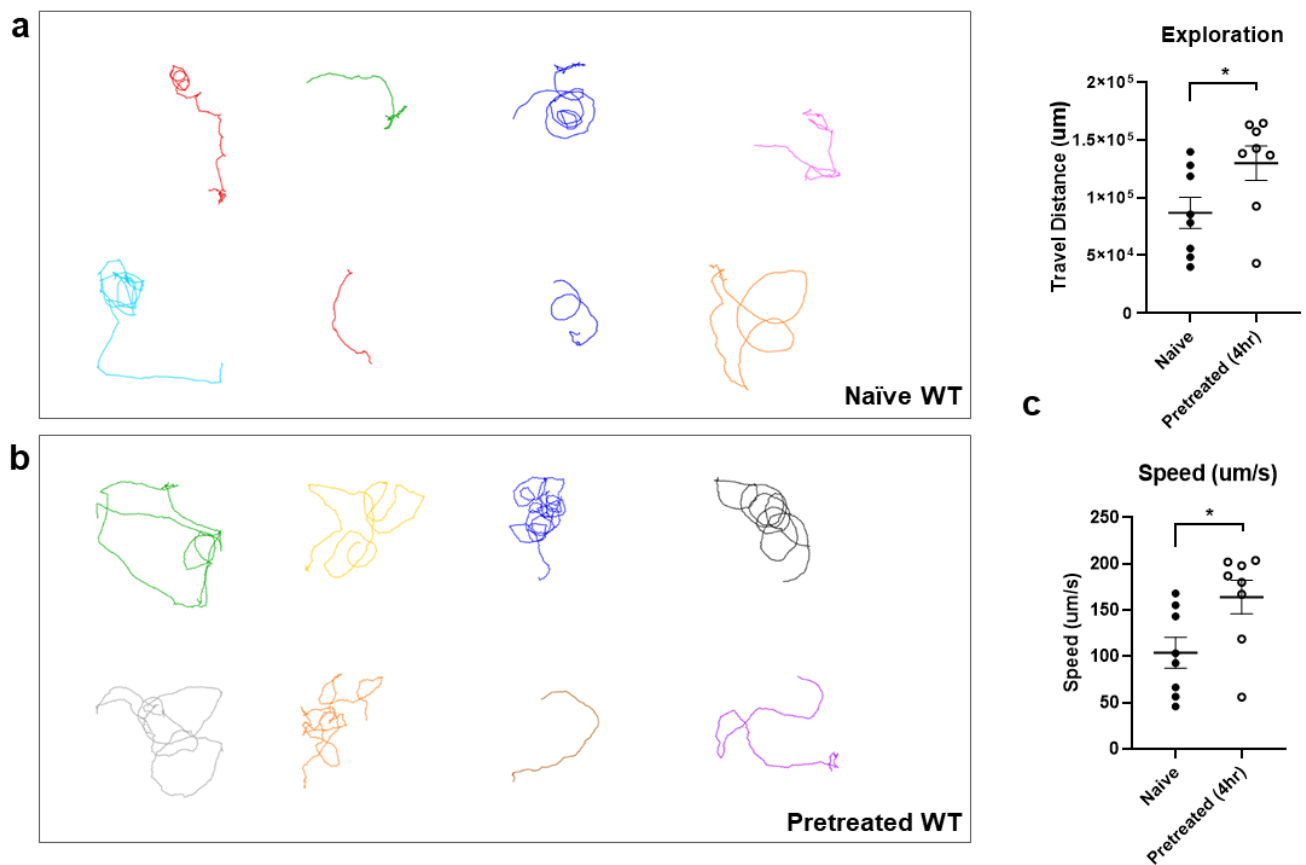 a
Naïve WT
b
Pretreated WT
Exploration
*
2×10⁵
1.5×10⁵
1×10⁵
5×10⁴
0
Travel Distance (um)
Naive
Pretreated (4hr)
c
Speed (um/s)
*
250
200
150
100
50
0
Speed (um/s)
Naive
Pretreated (4hr)